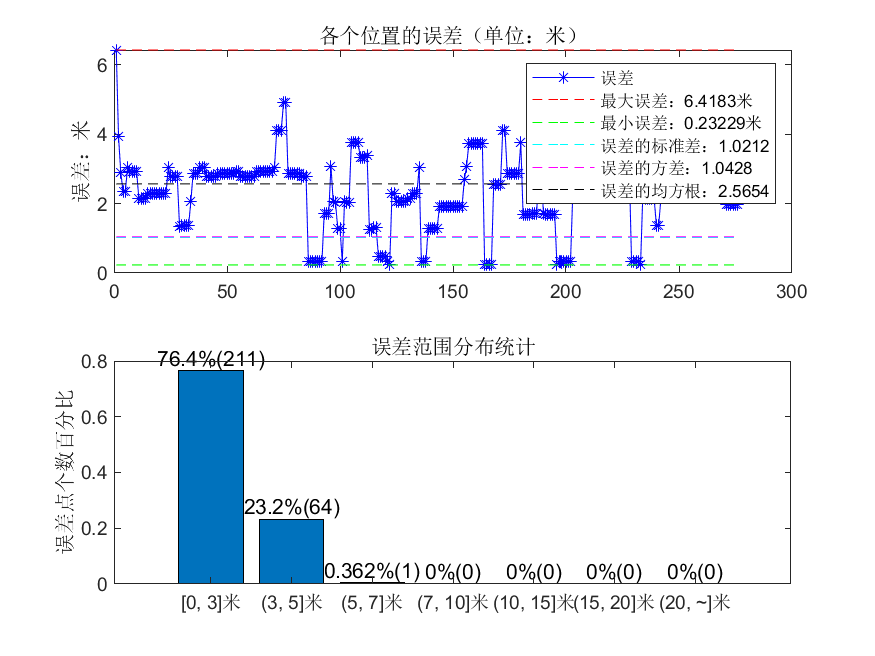 各个位置的误差（单位：米）
误差：米
6
4
2
0
0 50 100 150 200 250 300
误差
最大误差：6.4183米
最小误差：0.23229米
误差的标准差：1.0212
误差的方差：1.0428
误差的均方根：2.5654
误差范围分布统计
误差点个数百分比
0.8
0.6
0.4
0.2
0
76.4%(211)
23.2%(64)
0.362%(1) 0%(0) 0%(0) 0%(0) 0%(0)
[0, 3]米 (3, 5]米 (5, 7]米 (7, 10]米 (10, 15]米 (15, 20]米 (20, ~]米